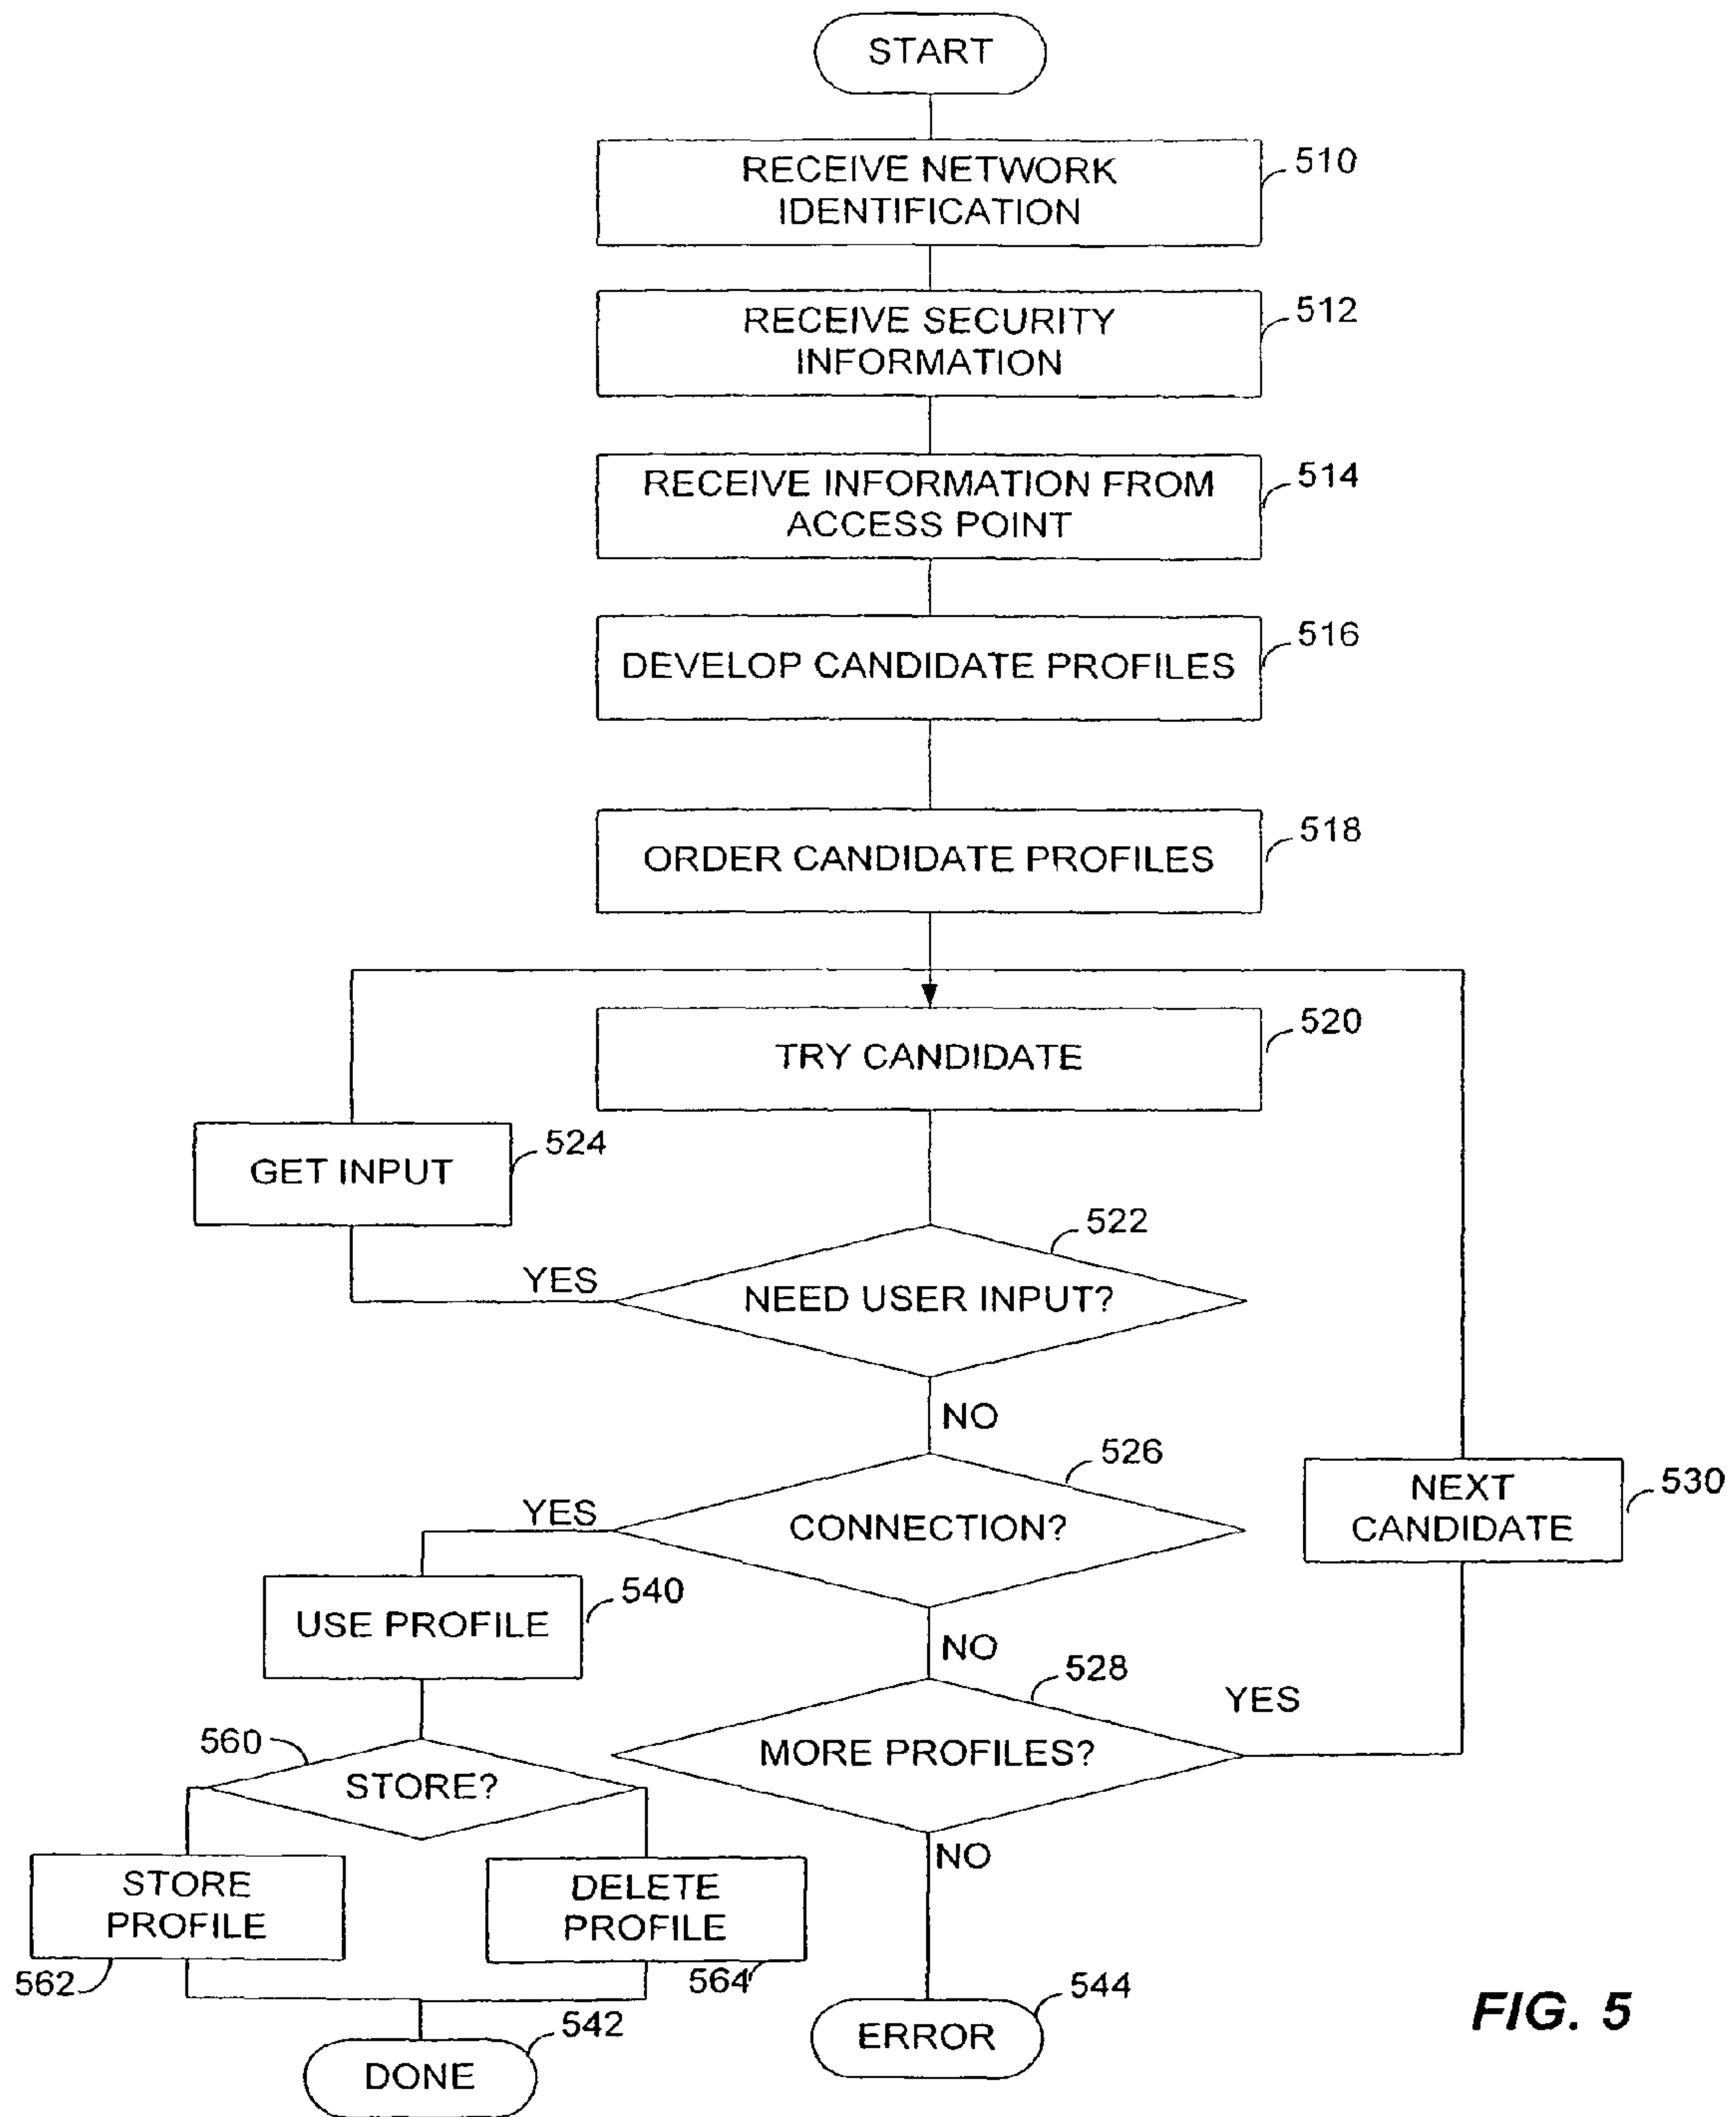 START
RECEIVE NETWORK
IDENTIFICATION
510
RECEIVE SECURITY
INFORMATION
512
RECEIVE INFORMATION FROM
ACCESS POINT
514
DEVELOP CANDIDATE PROFILES
516
ORDER CANDIDATE PROFILES
518
TRY CANDIDATE
520
GET INPUT
524
NEED USER INPUT?
522
YES
NO
CONNECTION?
526
YES
NO
NEXT
CANDIDATE
530
USE PROFILE
540
MORE PROFILES?
528
YES
NO
STORE?
560
STORE
PROFILE
562
DELETE
PROFILE
564
DONE
542
ERROR
544
FIG. 5